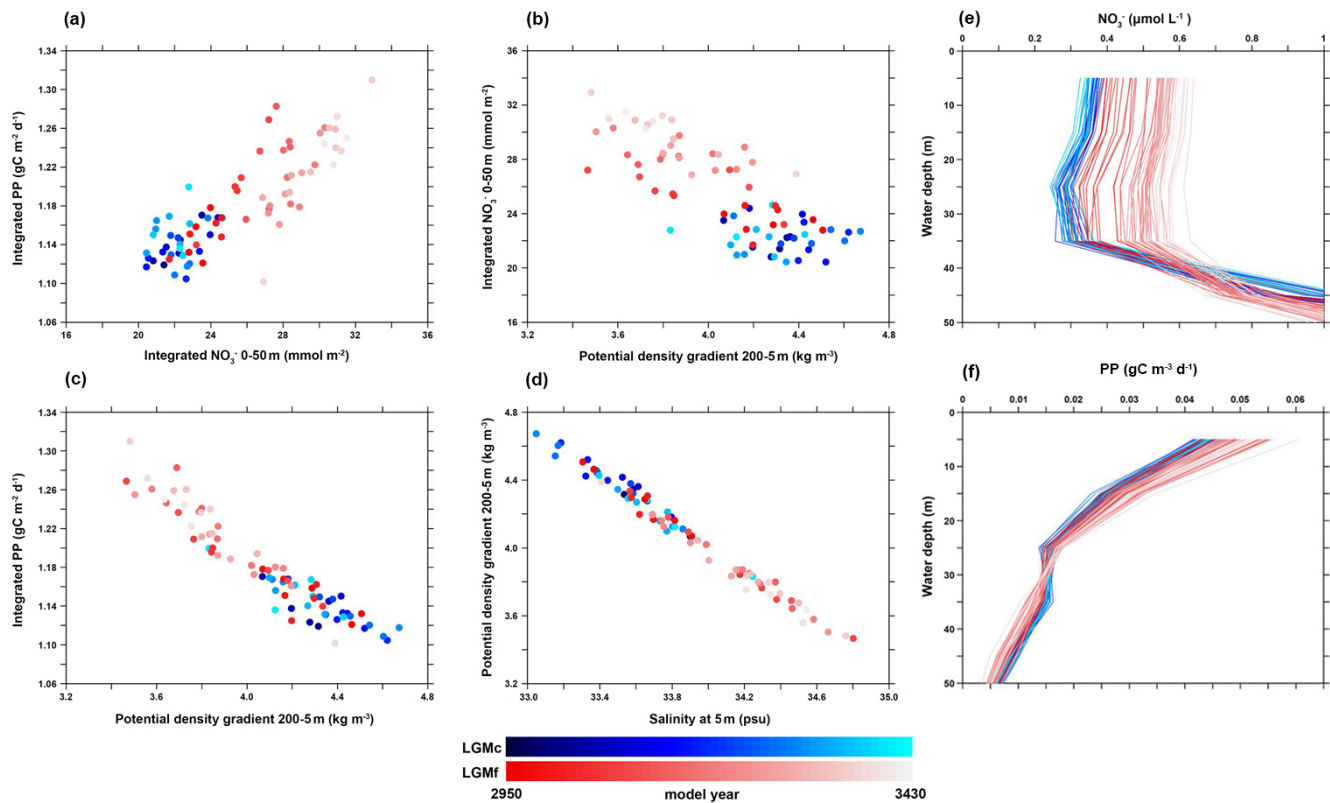 (a)
1.34
1.30
1.26
1.22
1.18
1.14
1.10
1.06
Integrated PP (gC m⁻² d⁻¹)
16 20 24 28 32 36
Integrated NO₃⁻ 0-50 m (mmol m⁻²)
(b)
36
32
28
24
20
16
Integrated NO₃⁻ 0-50 m (mmol m⁻²)
3.2 3.6 4.0 4.4 4.8
Potential density gradient 200-5 m (kg m⁻³)
(e)
NO₃⁻ (µmol L⁻¹)
0 0.2 0.4 0.6 0.8 1
0
10
20
30
40
50
Water depth (m)
(c)
1.34
1.30
1.26
1.22
1.18
1.14
1.10
1.06
Integrated PP (gC m⁻² d⁻¹)
3.2 3.6 4.0 4.4 4.8
Potential density gradient 200-5 m (kg m⁻³)
(d)
4.8
4.4
4.0
3.6
3.2
Potential density gradient 200-5 m (kg m⁻³)
33.0 33.4 33.8 34.2 34.6 35.0
Salinity at 5 m (psu)
(f)
PP (gC m⁻³ d⁻¹)
0 0.01 0.02 0.03 0.04 0.05 0.06
0
10
20
30
40
50
Water depth (m)
LGMc
LGMf
2950 model year 3430